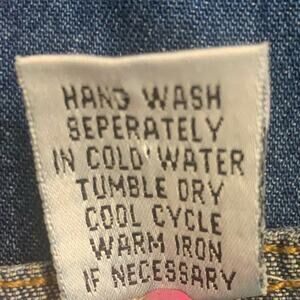 HAND WASH
SEPERATELY
IN COLD WATER
TUMBLE DRY
COOL CYCLE
WARM IRON
IF NECESSARY